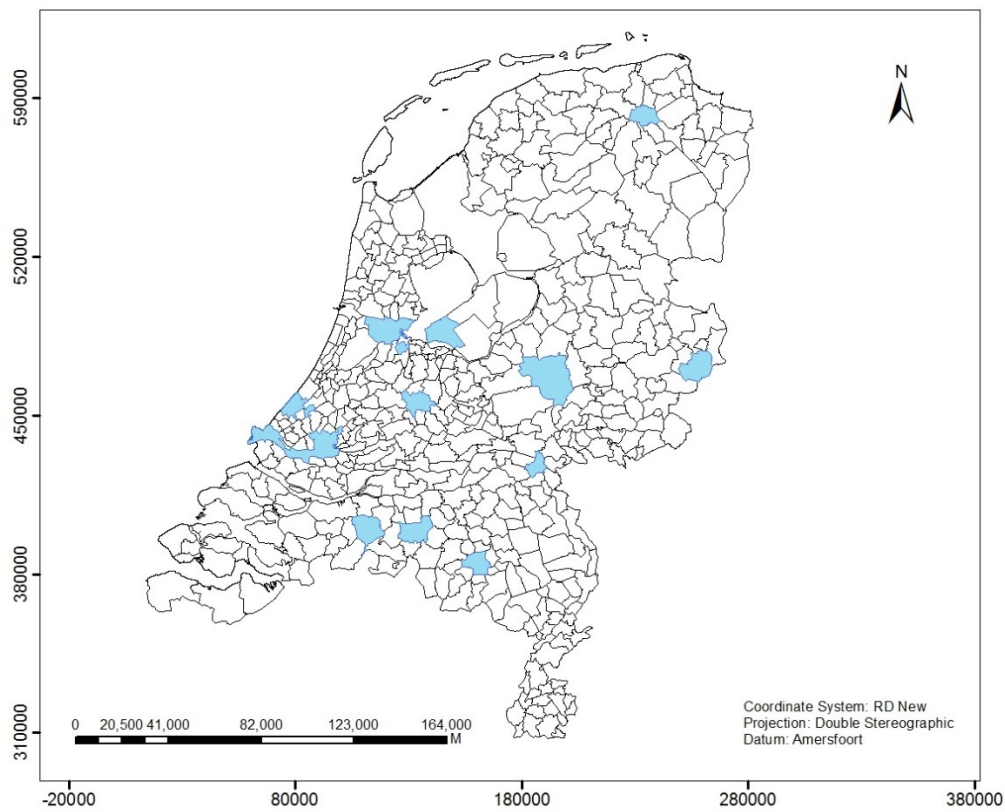 N
590000
520000
450000
380000
310000
0 20,500 41,000 82,000 123,000 164,000
M
Coordinate System: RD New
Projection: Double Stereographic
Datum: Amersfoort
-20000 80000 180000 280000 380000